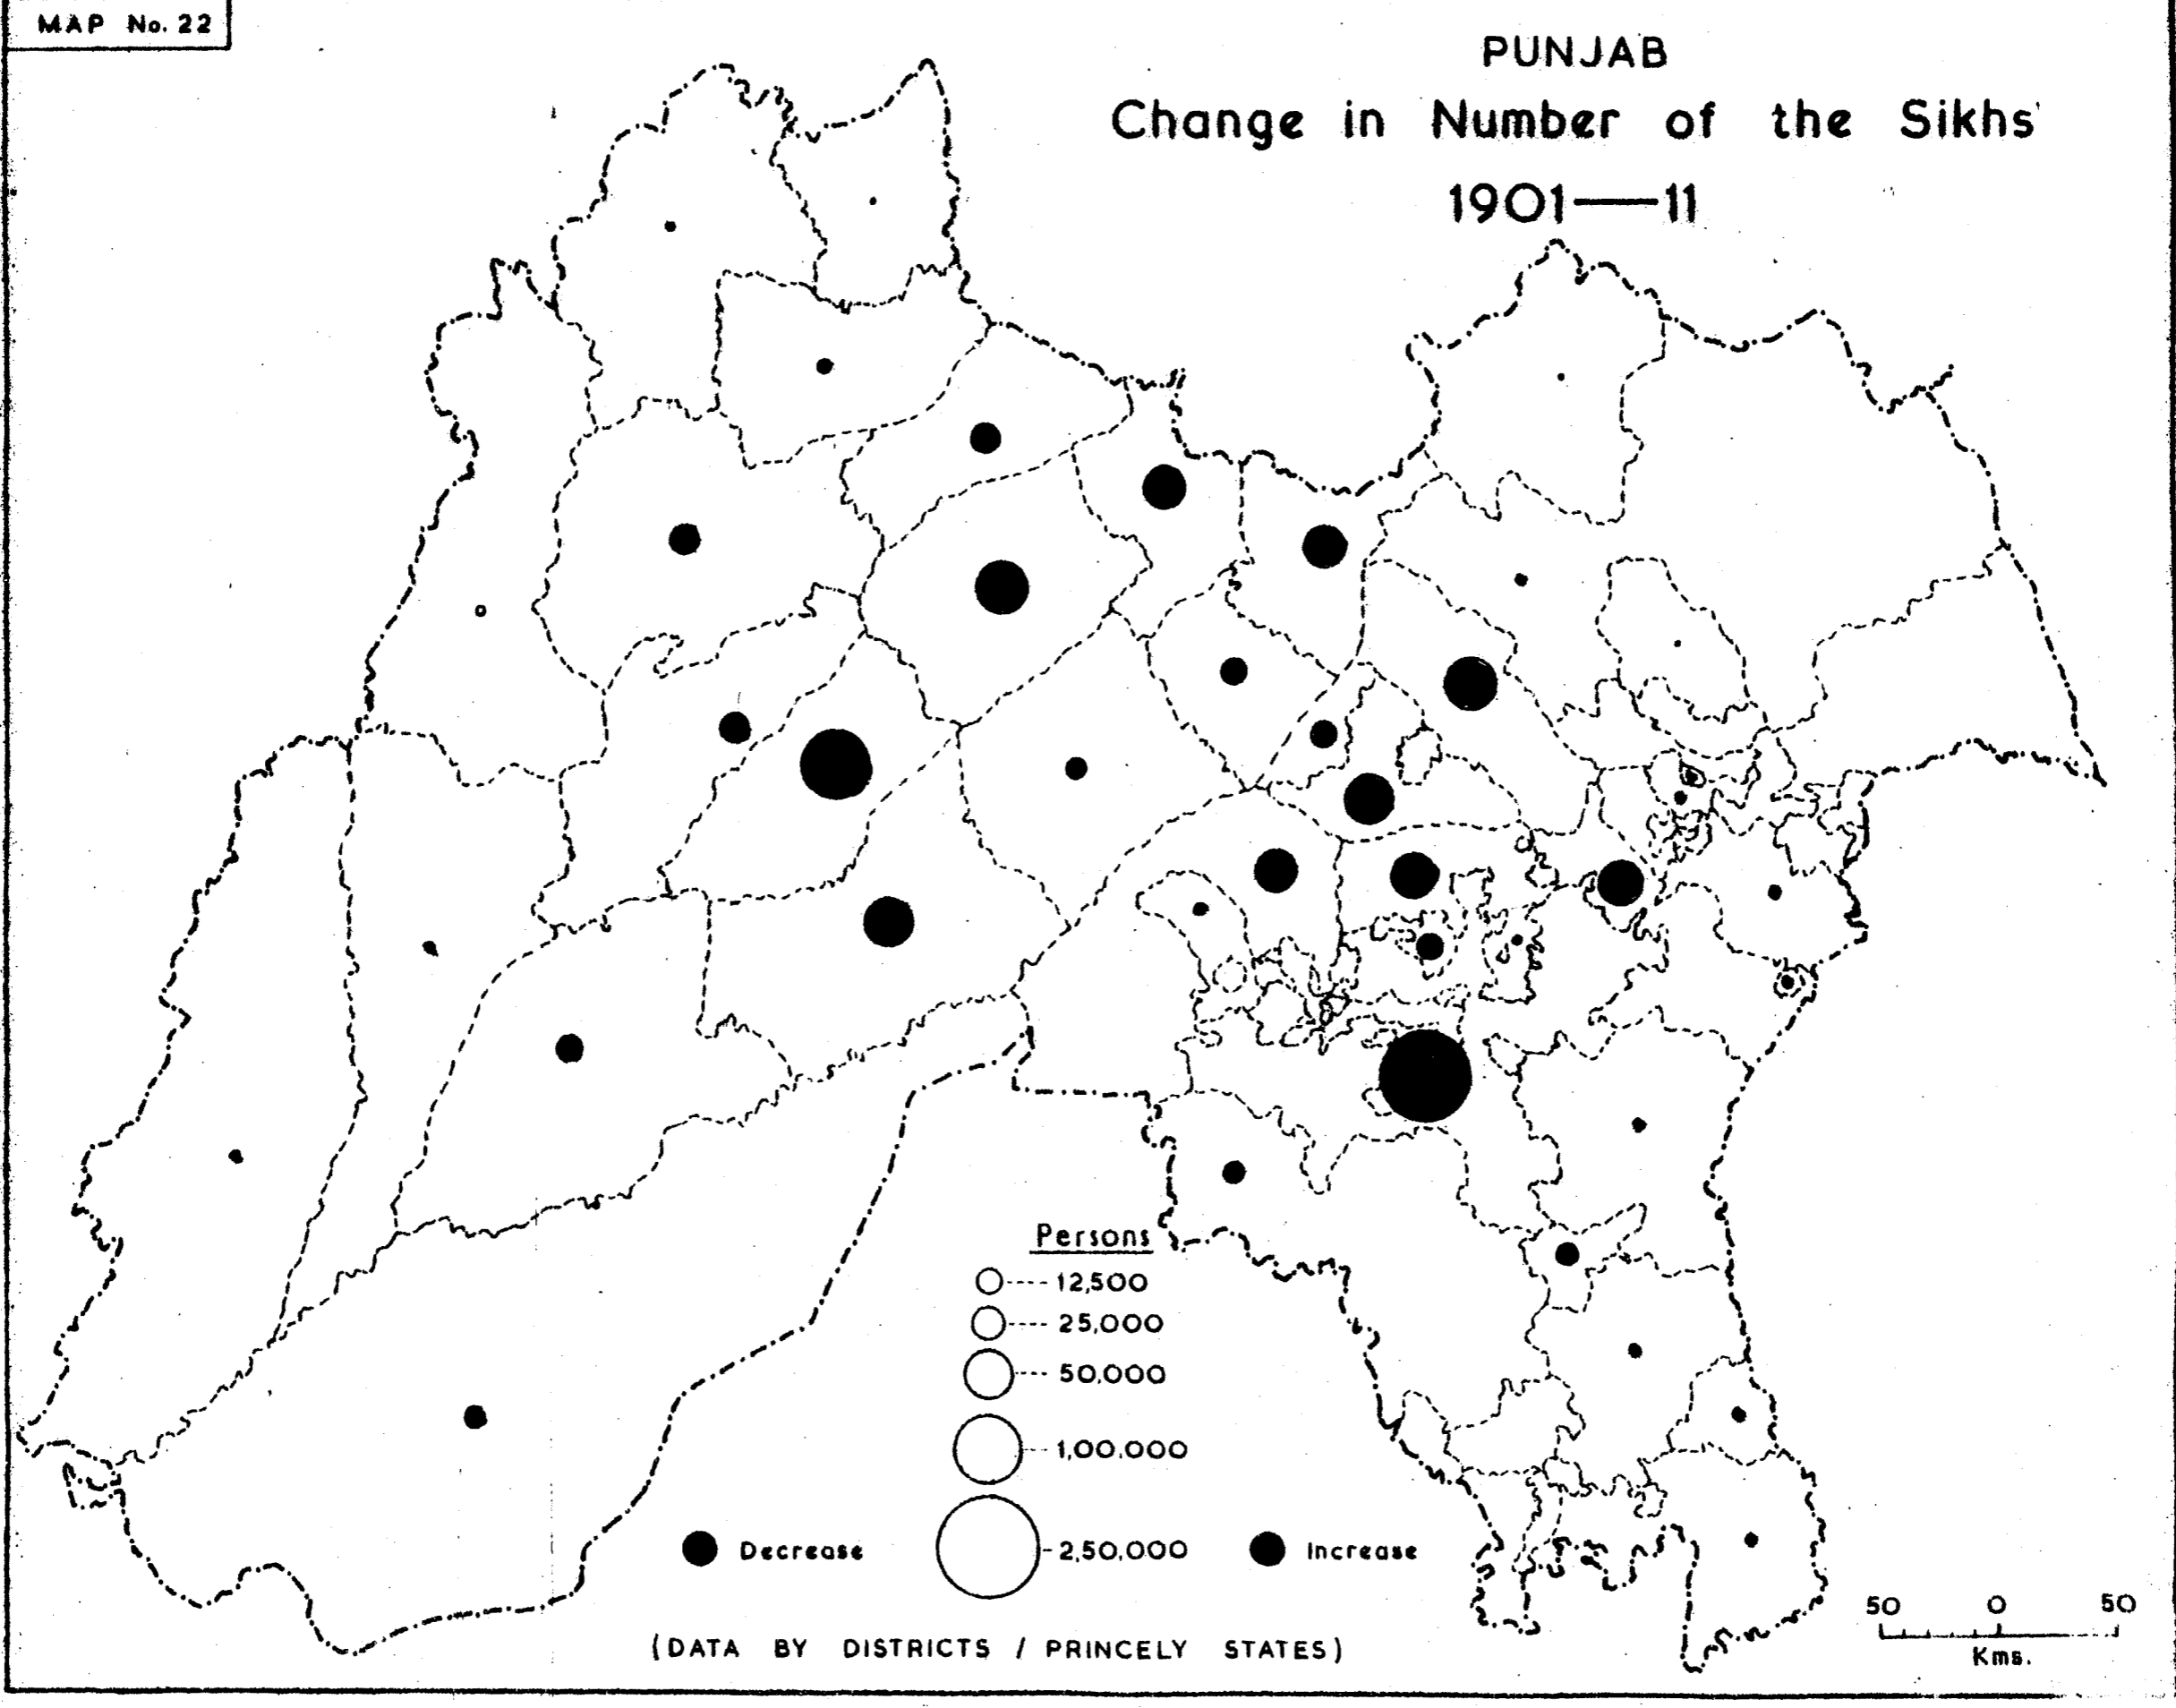 MAP No. 22
PUNJAB
Change in Number of the Sikhs
1901—11
Persons
12,500
25,000
50,000
1,00,000
2,50,000
Decrease
Increase
(DATA BY DISTRICTS / PRINCELY STATES)
50 0 50
Kms.